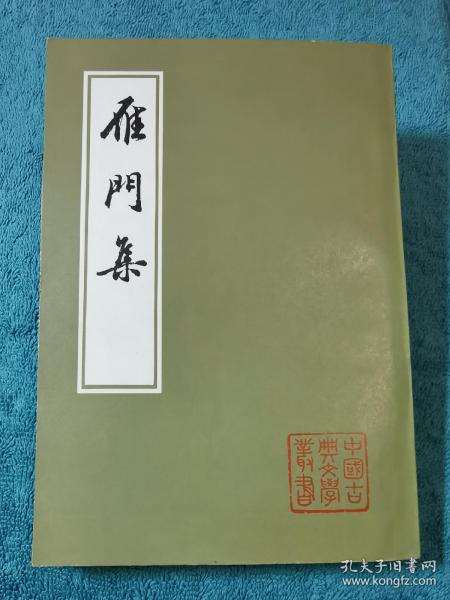 雁門集
中國古
典文學
叢書
孔夫子旧书网
www.kongfz.com